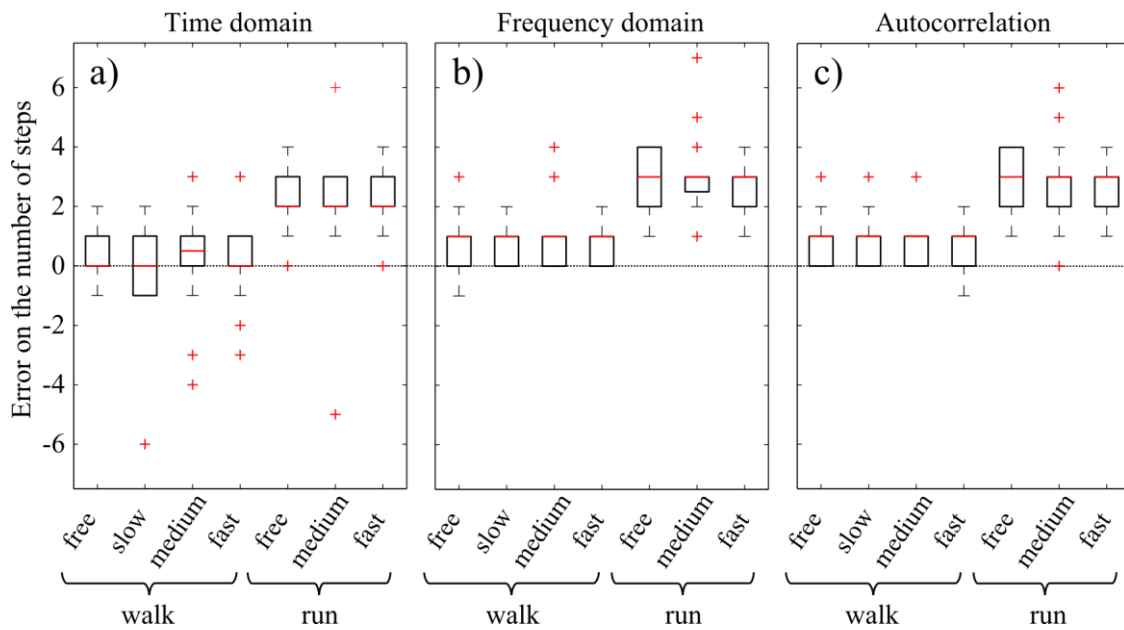 Time domain
Frequency domain
Autocorrelation
a)
b)
c)
Error on the number of steps
6
4
2
0
-2
-4
-6
free slow medium fast free medium fast
free slow medium fast free medium fast
free slow medium fast free medium fast
walk run
walk run
walk run